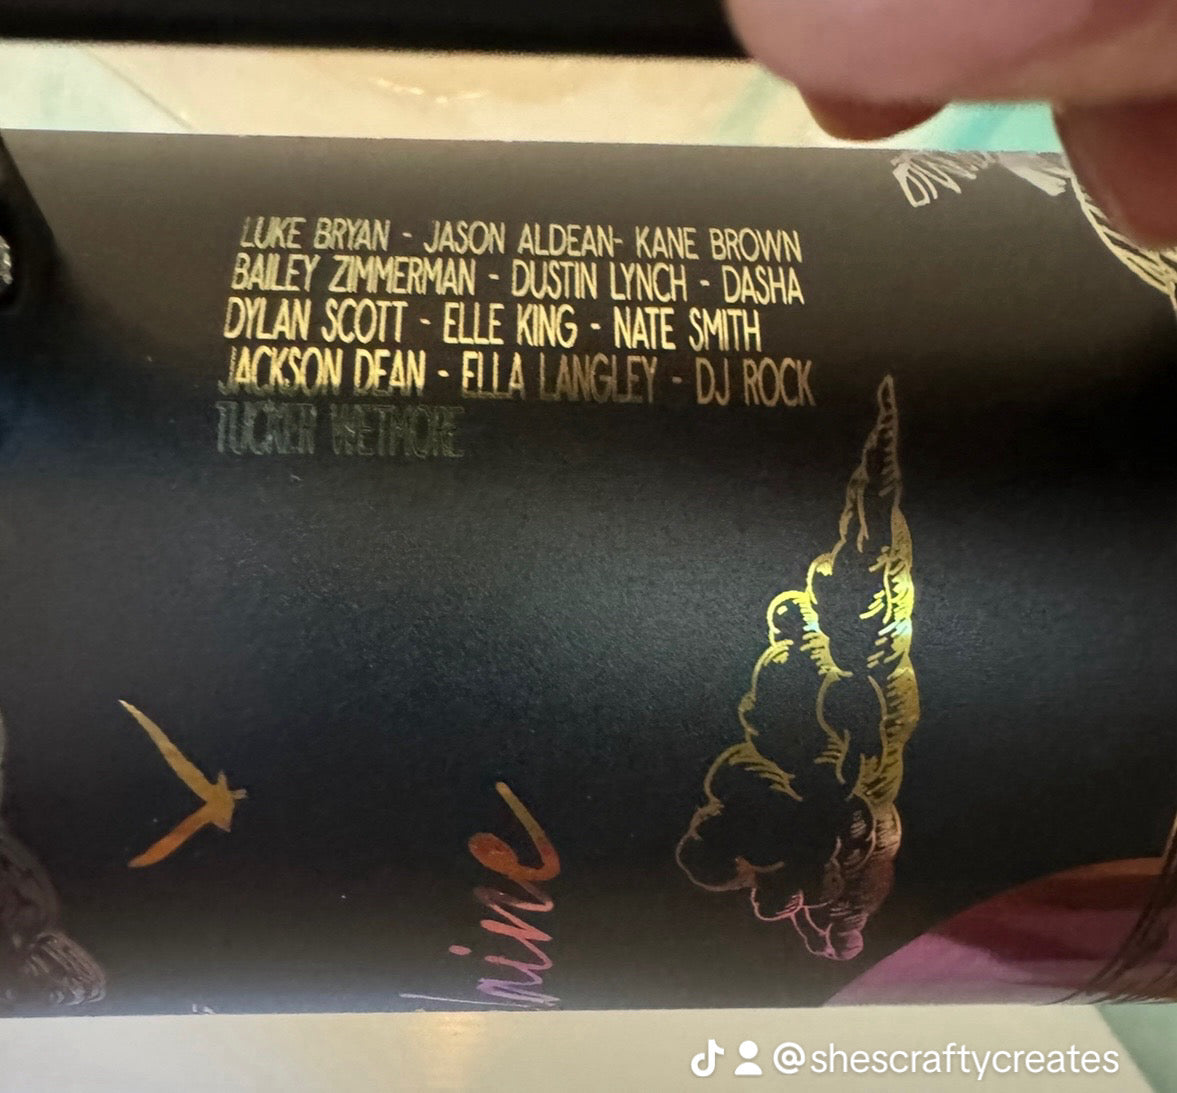 LUKE BRYAN - JASON ALDEAN- KANE BROWN
BAILEY ZIMMERMAN - DUSTIN LYNCH - DASHA
DYLAN SCOTT - ELLE KING - NATE SMITH
JACKSON DEAN - ELLA LANGLEY - DJ ROCK
TUCKER WETMORE
aine
@shescraftycreates